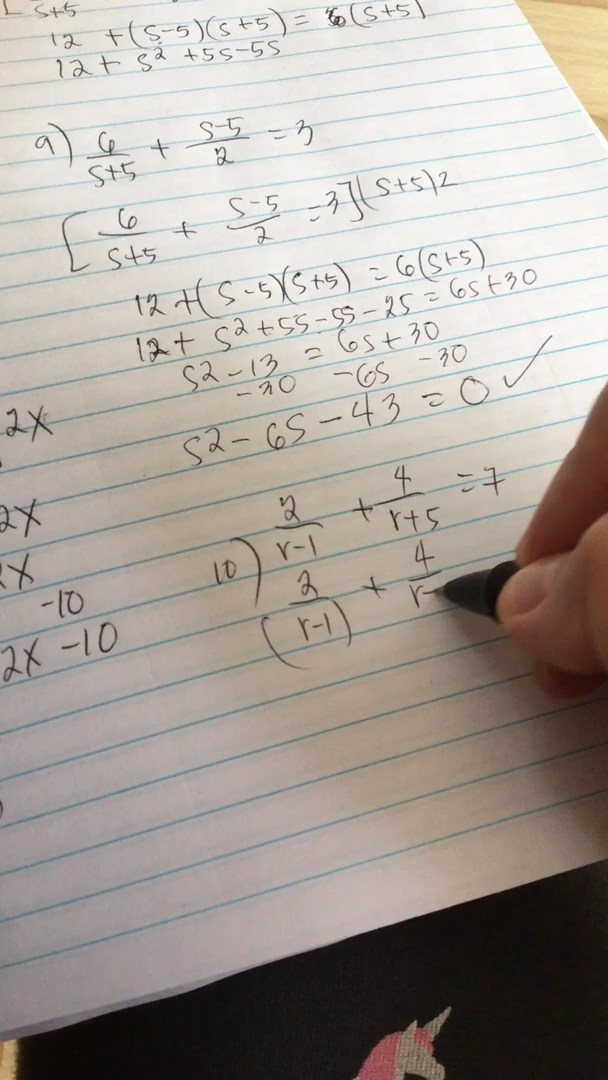 s+5
12 + (s-5)(s+5) = 6(s+5)
12 + s² + 5s-5s
9) 6/s+5 + s-5/2 = 3
[6/s+5 + s-5/2 = 3](s+5)2
12 + (s-5)(s+5) = 6(s+5)
12 + s² + 5s - 5s - 25 = 6s + 30
s2 - 13 = 6s + 30
-30 -6s -30
s2 - 6s - 43 = 0 ✓
2x
2x
x
-10
2x -10
10) 2/r-1 + 4/r+5 = 7
2/(r-1) + 4/r-